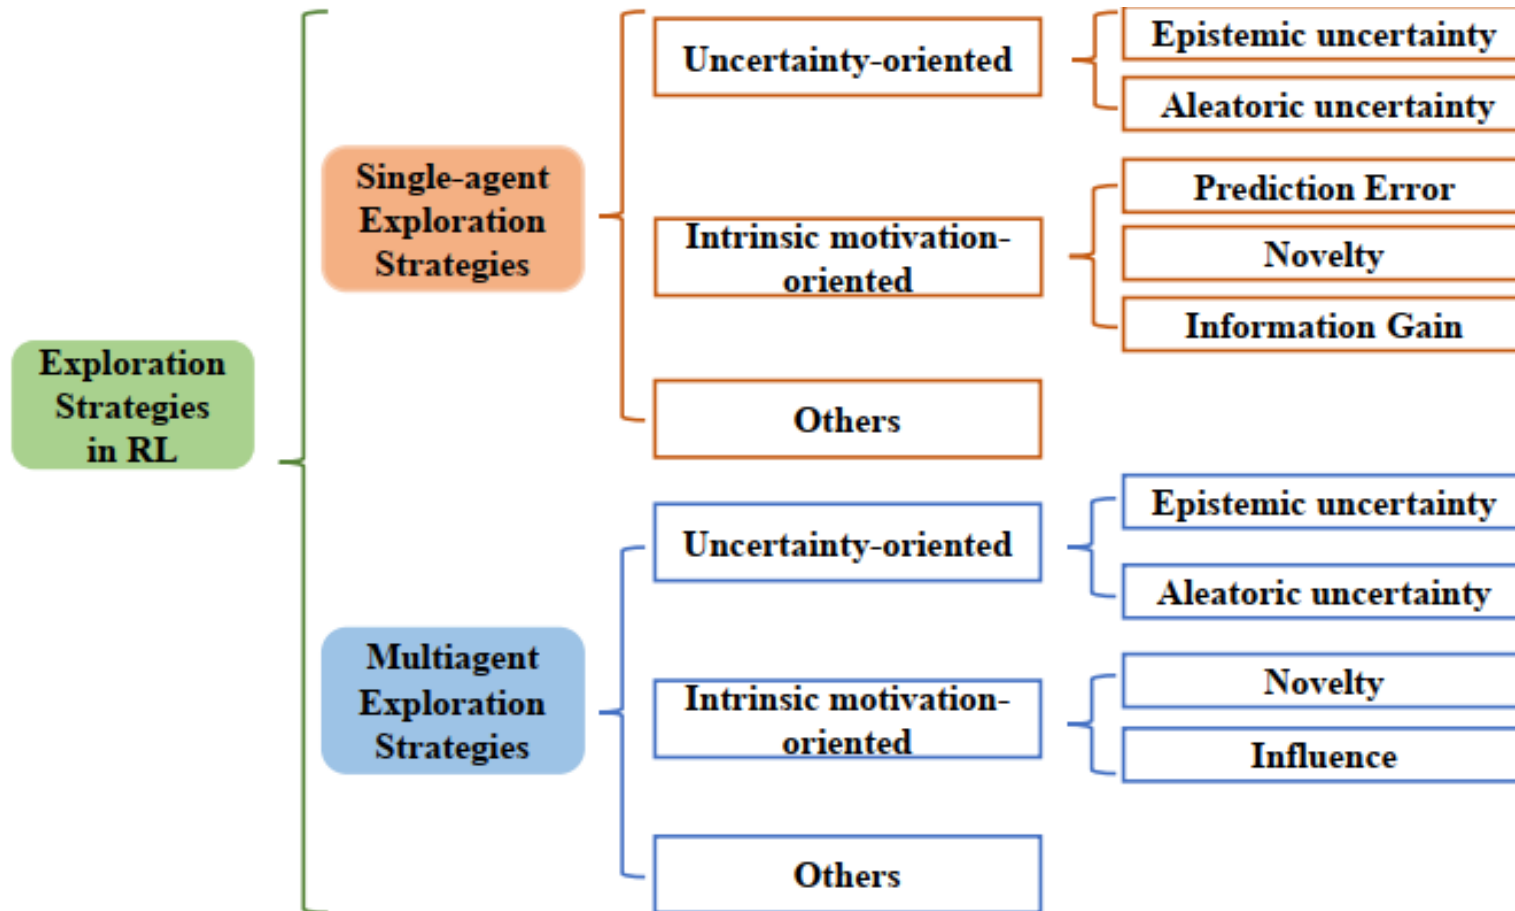 Exploration
Strategies
in RL
Single-agent
Exploration
Strategies
Uncertainty-oriented
Epistemic uncertainty
Aleatoric uncertainty
Intrinsic motivation-
oriented
Prediction Error
Novelty
Information Gain
Others
Multiagent
Exploration
Strategies
Uncertainty-oriented
Epistemic uncertainty
Aleatoric uncertainty
Intrinsic motivation-
oriented
Novelty
Influence
Others